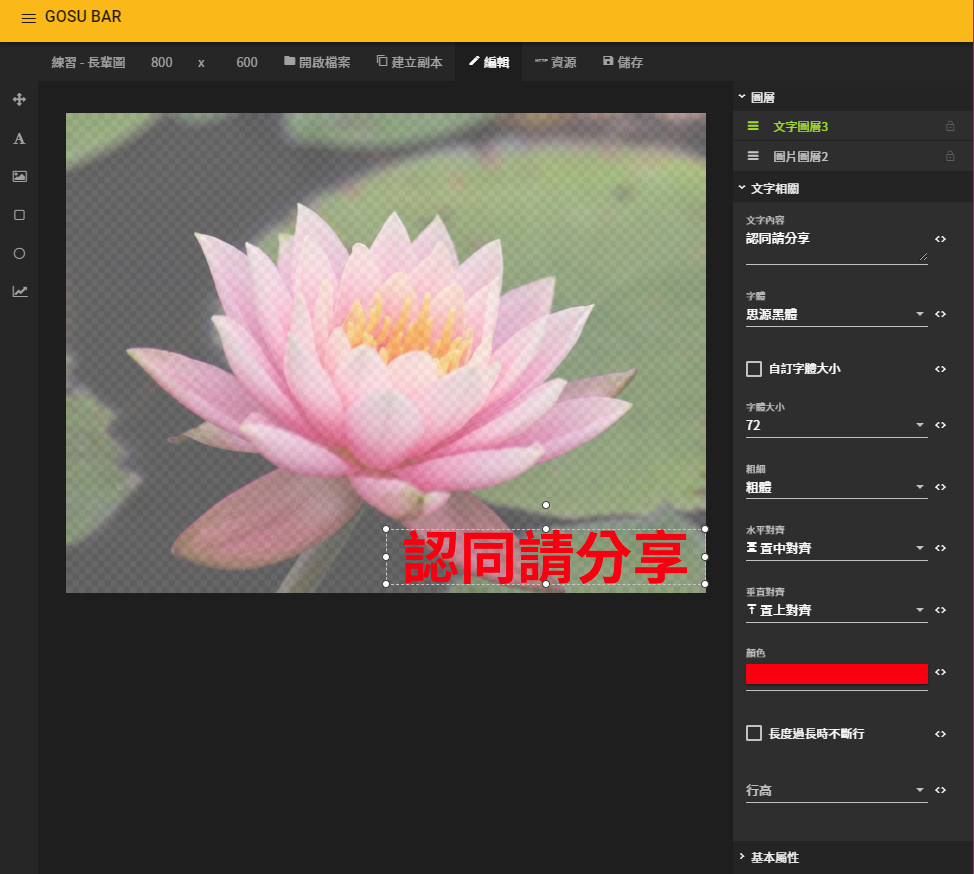 GOSU BAR
練習 - 長輩圖 800 x 600 開啟檔案 建立副本 編輯 HTTP 資源 儲存
A
圖層
文字圖層3
圖片圖層2
文字相關
文字內容
認同請分享
字體
思源黑體
自訂字體大小
字體大小
72
粗細
粗體
水平對齊
置中對齊
垂直對齊
置上對齊
顏色
長度過長時不斷行
行高
基本属性
認同請分享